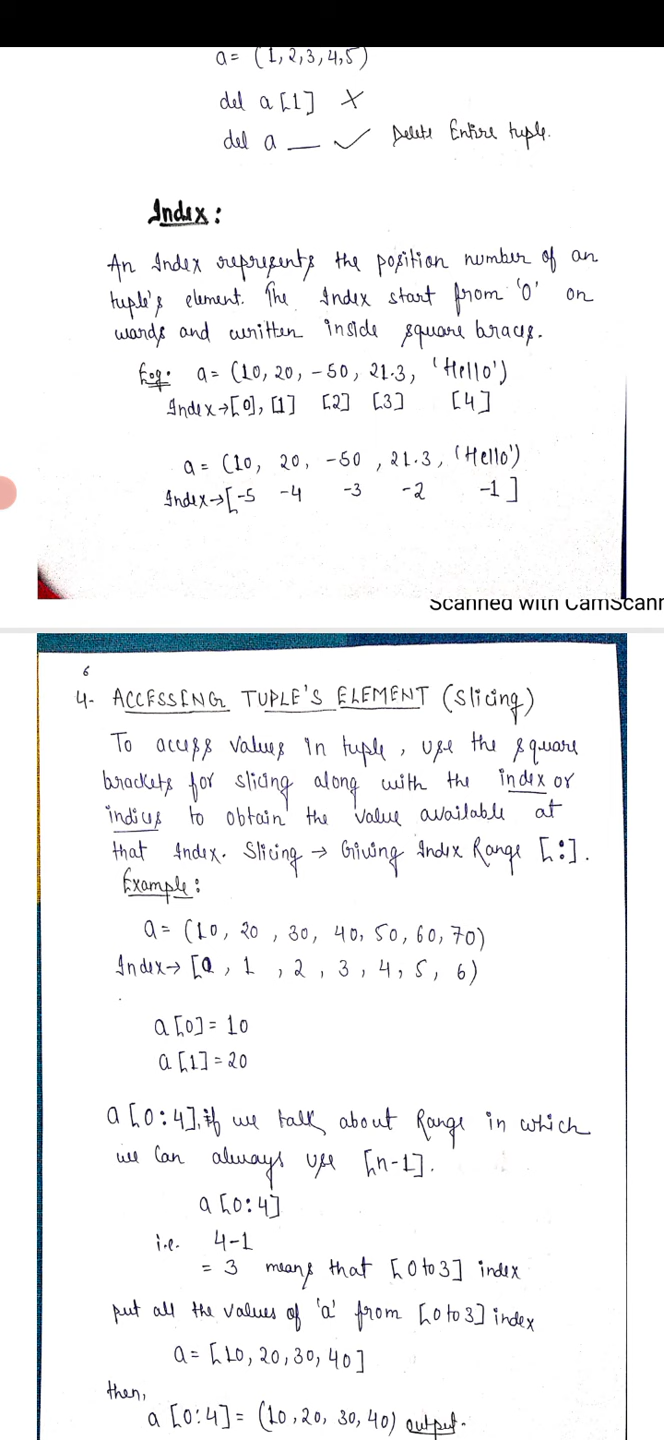 a = (1,2,3,4,5)
del a[1] ×
del a — ✓ Delete Entire tuple.
Index :
An Index represents the position number of an
tuple's element. The Index start from '0' on
wards and written inside square braces.
Eg: a = (10, 20, -50, 21.3, 'Hello')
Index→[0], [1] [2] [3] [4]
a = (10, 20, -50, 21.3, 'Hello')
Index→[-5 -4 -3 -2 -1]
Scanned with CamScann
6
4- ACCESSING TUPLE'S ELEMENT (Slicing)
To access values in tuple, use the square
brackets for slicing along with the index or
indices to obtain the value available at
that Index. Slicing → Giving Index Range [:].
Example:
a = (10, 20, 30, 40, 50, 60, 70)
Index→ [0, 1, 2, 3, 4, 5, 6)
a[0] = 10
a[1] = 20
a[0:4], if we talk about Range in which
we can always use [n-1].
a[0:4]
i.e. 4-1
= 3 means that [0 to 3] index
put all the values of 'a' from [0 to 3] index
a = [10, 20, 30, 40]
then,
a[0:4] = (10, 20, 30, 40) output.